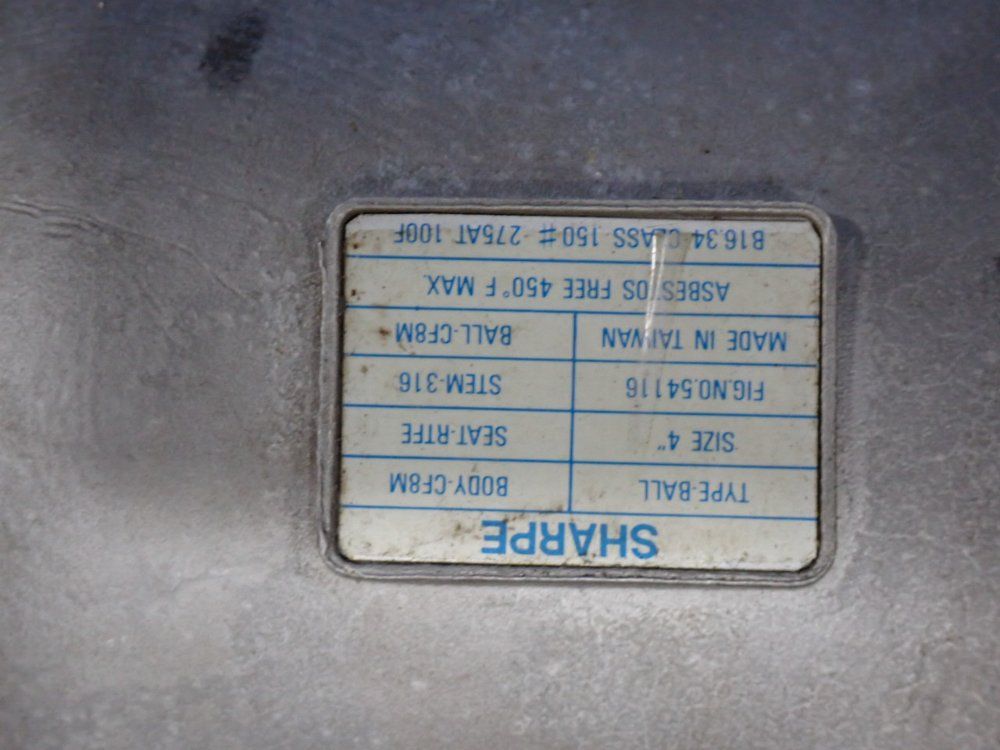 SHARPE
TYPE-BALL BODY-CF8M
SIZE 4" SEAT-RTFE
FIG.NO.54116 STEM-316
MADE IN TAIWAN BALL-CF8M
ASBESTOS FREE 450°F MAX.
B16.34 CLASS 150# 275AT 100F